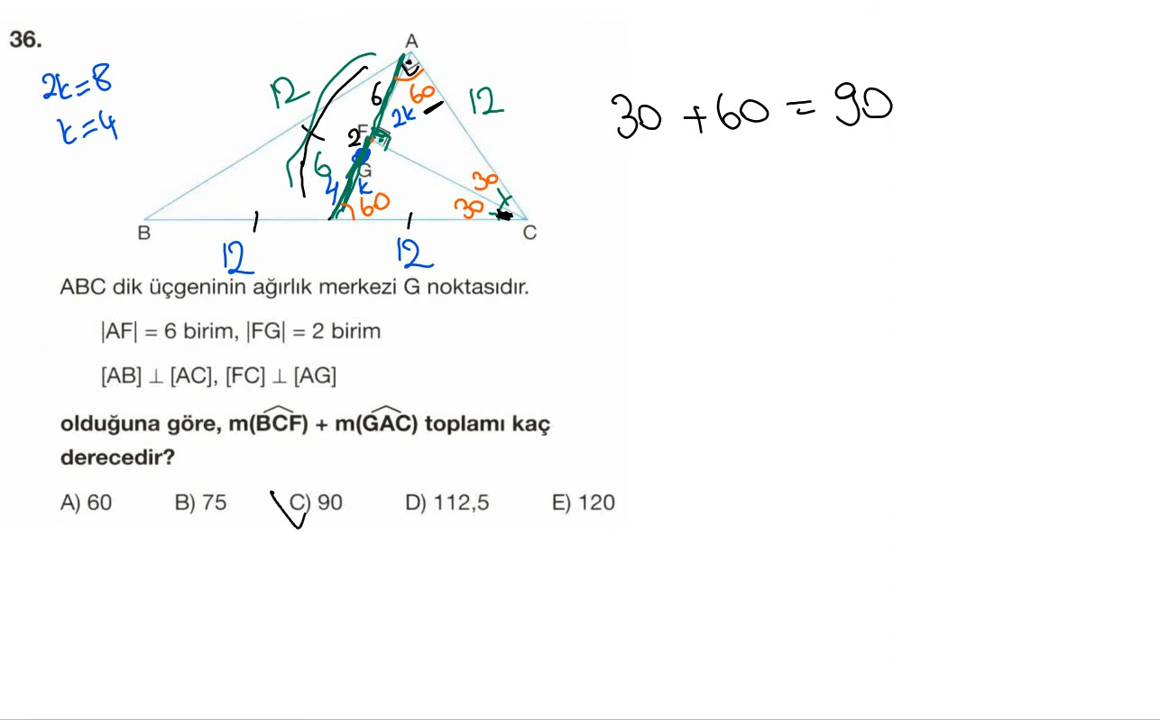 36.
2k=8
k=4
A
12
6
60
2k
12
2
F
6
G
4
k
60
30
30
B
C
12
12
30 + 60 = 90
ABC dik üçgeninin ağırlık merkezi G noktasıdır.
|AF| = 6 birim, |FG| = 2 birim
[AB] ⊥ [AC], [FC] ⊥ [AG]
olduğuna göre, m(BCF) + m(GAC) toplamı kaç
derecedir?
A) 60 B) 75 C) 90 D) 112,5 E) 120